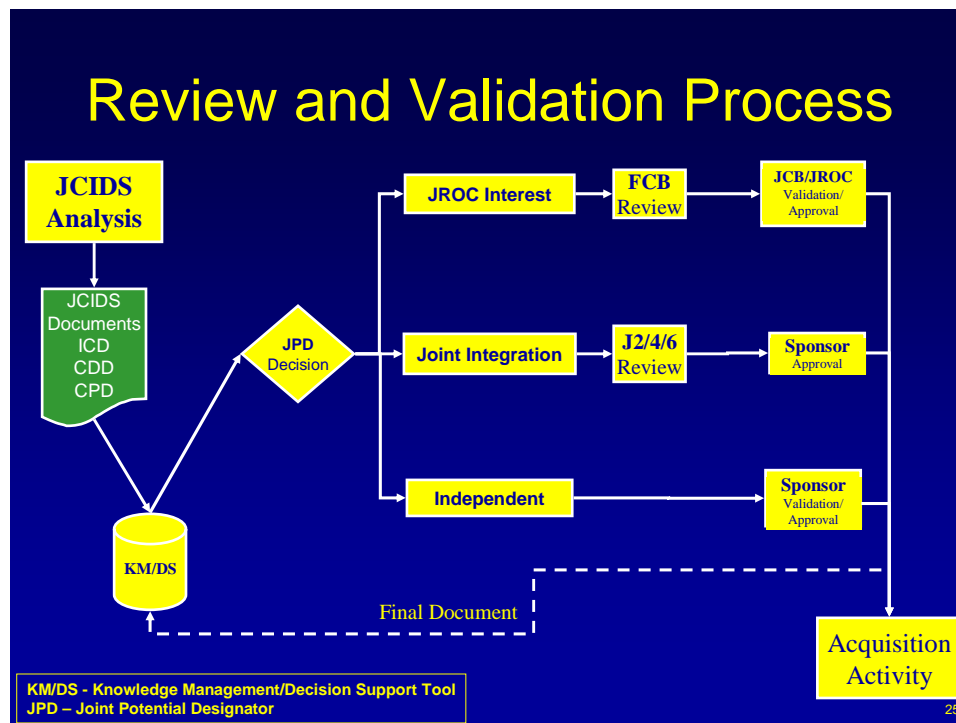 Review and Validation Process
JCIDS
Analysis
JCIDS
Documents
ICD
CDD
CPD
KM/DS
JPD
Decision
JROC Interest
FCB
Review
JCB/JROC
Validation/
Approval
Joint Integration
J2/4/6
Review
Sponsor
Approval
Independent
Sponsor
Validation/
Approval
Final Document
Acquisition
Activity
KM/DS - Knowledge Management/Decision Support Tool
JPD – Joint Potential Designator
25